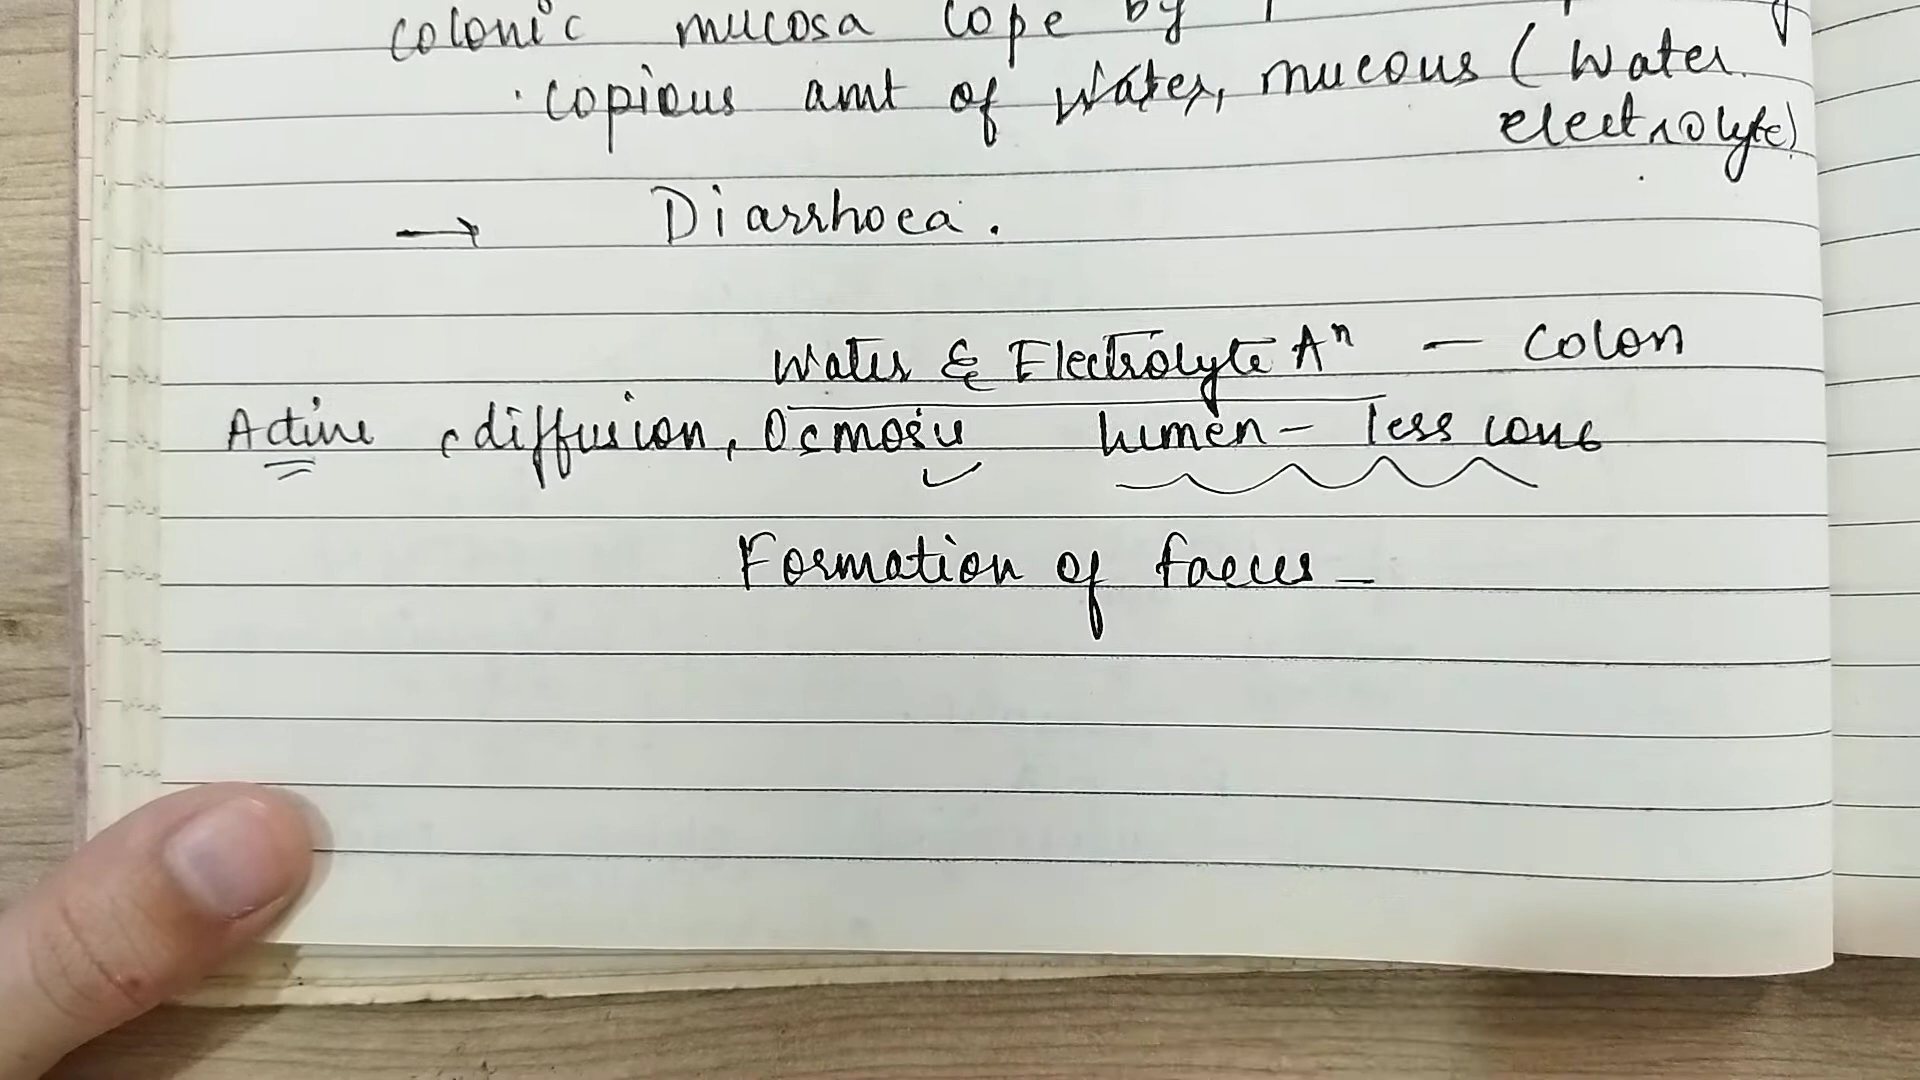 colonic mucosa cope by
· copious amt of water, mucous (Water.
electrolyte)
→ Diarrhoea.
Water & Electrolyte Aⁿ — Colon
Active diffusion, Osmosis lumen - less conc
Formation of faeces -